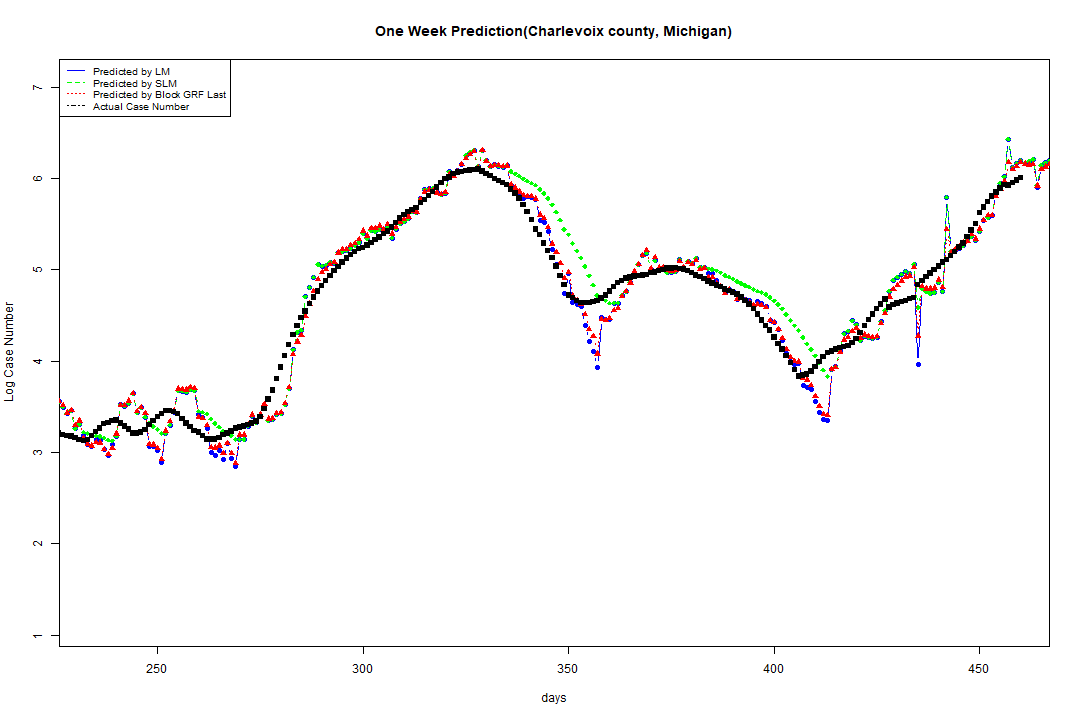 One Week Prediction(Charlevoix county, Michigan)
Predicted by LM
Predicted by SLM
Predicted by Block GRF Last
Actual Case Number
Log Case Number
7
6
5
4
3
2
1
250
300
350
400
450
days